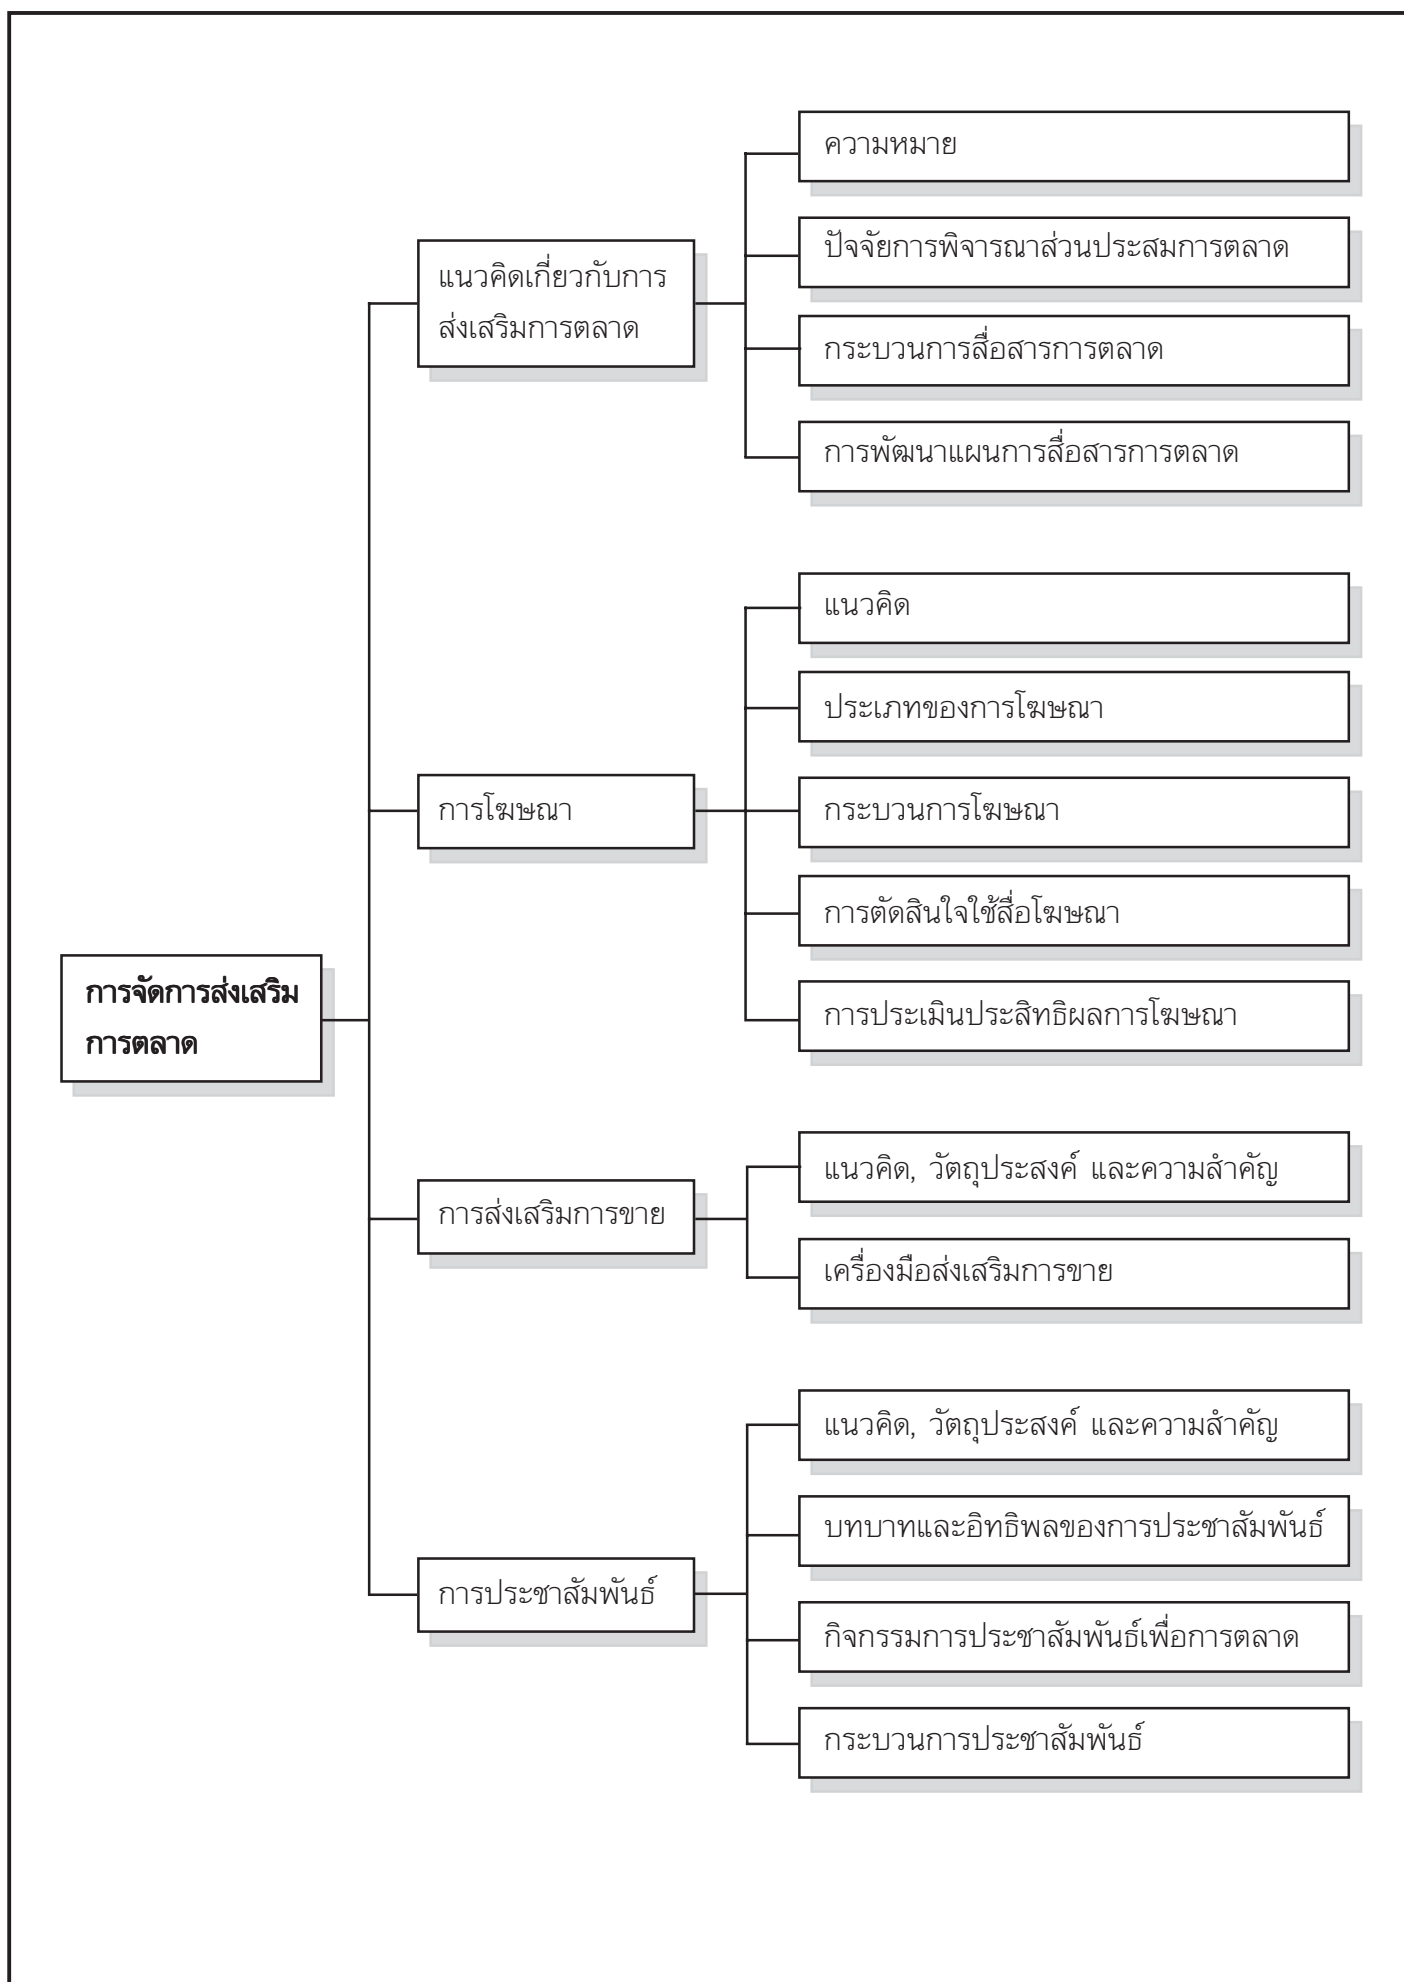 ความหมาย
ปัจจัยการพิจารณาส่วนประสมการตลาด
แนวคิดเกี่ยวกับการ
ส่งเสริมการตลาด
กระบวนการสื่อสารการตลาด
การพัฒนาแผนการสื่อสารการตลาด
แนวคิด
ประเภทของการโฆษณา
การโฆษณา
กระบวนการโฆษณา
การตัดสินใจใช้สื่อโฆษณา
การประเมินประสิทธิผลการโฆษณา
การจัดการส่งเสริม
การตลาด
แนวคิด, วัตถุประสงค์ และความสำคัญ
การส่งเสริมการขาย
เครื่องมือส่งเสริมการขาย
แนวคิด, วัตถุประสงค์ และความสำคัญ
บทบาทและอิทธิพลของการประชาสัมพันธ์
การประชาสัมพันธ์
กิจกรรมการประชาสัมพันธ์เพื่อการตลาด
กระบวนการประชาสัมพันธ์